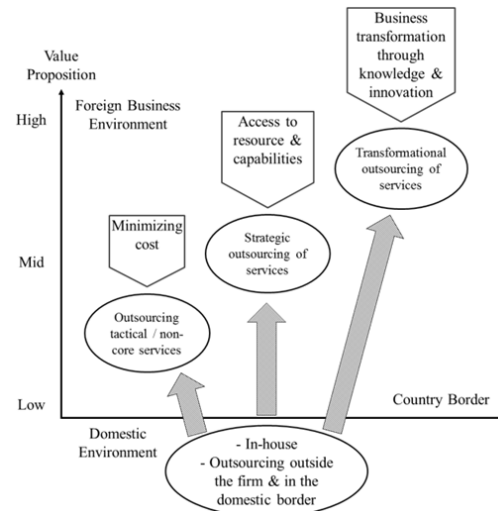 Business
transformation
through
knowledge &
innovation
Value
Proposition
High
Foreign Business
Environment
Access to
resource &
capabilities
Transformational
outsourcing of
services
Minimizing
cost
Mid
Strategic
outsourcing of
services
Outsourcing
tactical / non-
core services
Low
Country Border
Domestic
Environment
- In-house
- Outsourcing outside
the firm & in the
domestic border